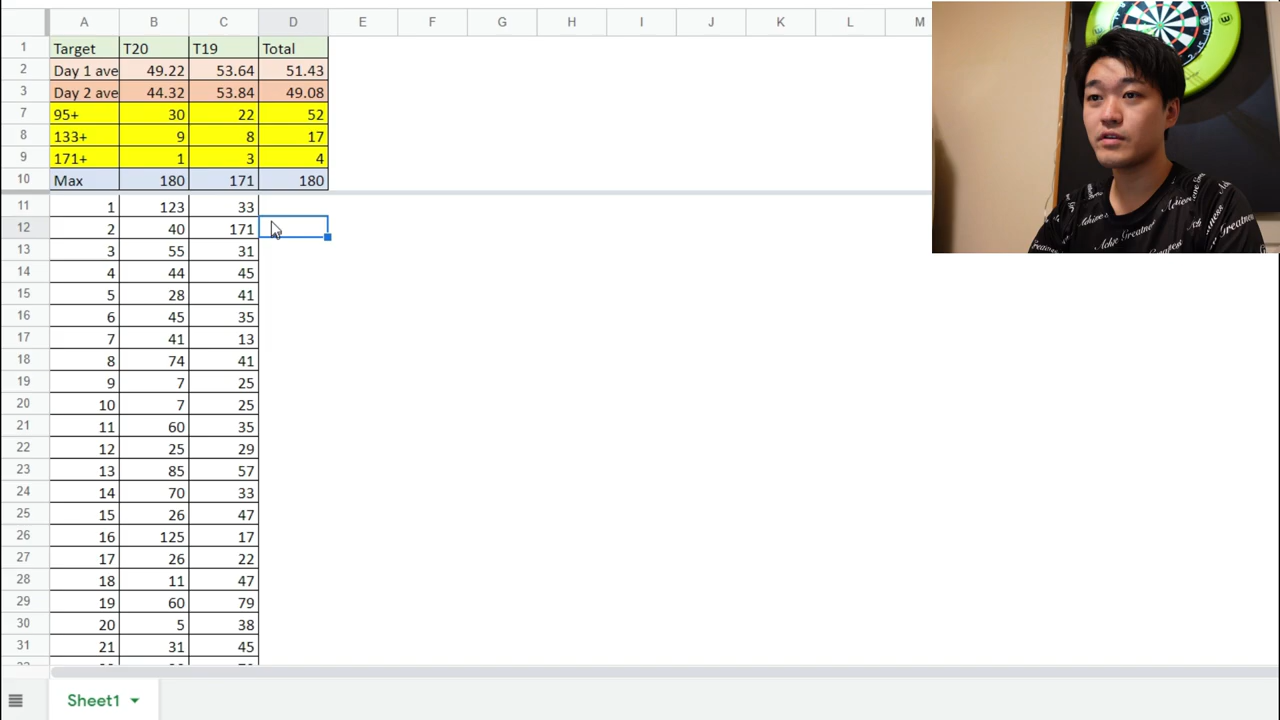 A B C D E F G H I J K L M
1 Target T20 T19 Total
2 Day 1 ave 49.22 53.64 51.43
3 Day 2 ave 44.32 53.84 49.08
7 95+ 30 22 52
8 133+ 9 8 17
9 171+ 1 3 4
10 Max 180 171 180
11 1 123 33
12 2 40 171
13 3 55 31
14 4 44 45
15 5 28 41
16 6 45 35
17 7 41 13
18 8 74 41
19 9 7 25
20 10 7 25
21 11 60 35
22 12 25 29
23 13 85 57
24 14 70 33
25 15 26 47
26 16 125 17
27 17 26 22
28 18 11 47
29 19 60 79
30 20 5 38
31 21 31 45
Sheet1